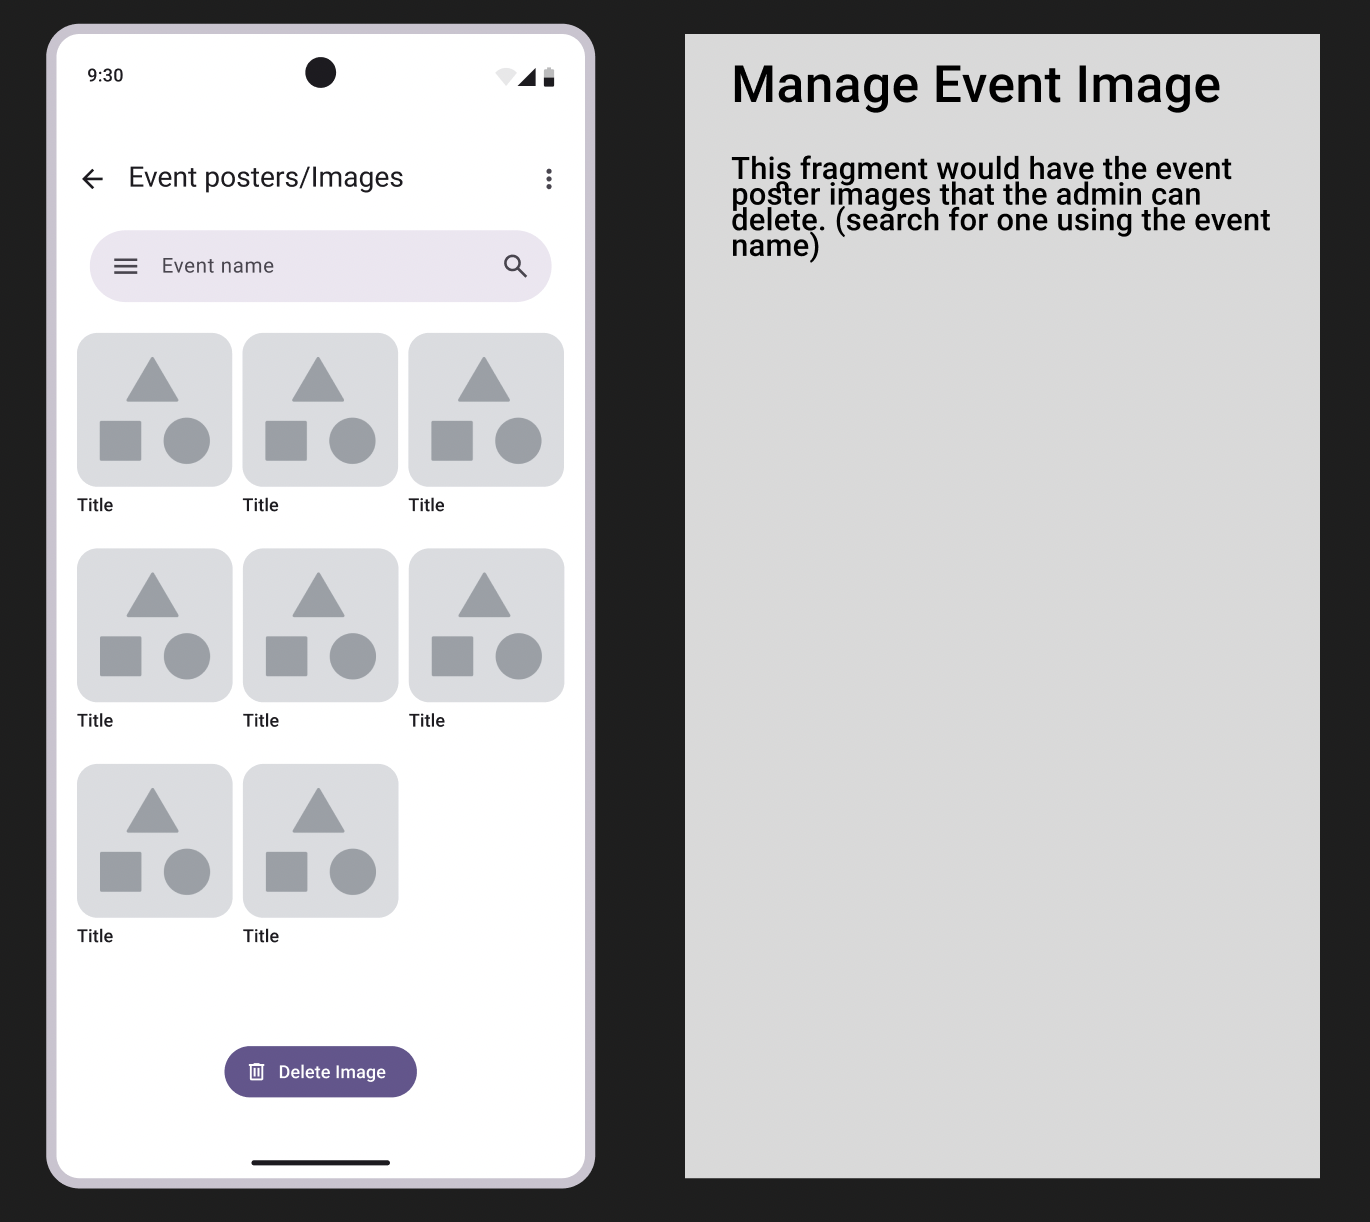 9:30
Event posters/Images
Event name
Title
Title
Title
Title
Title
Title
Title
Title
Delete Image
Manage Event Image
This fragment would have the event
poster images that the admin can
delete. (search for one using the event
name)